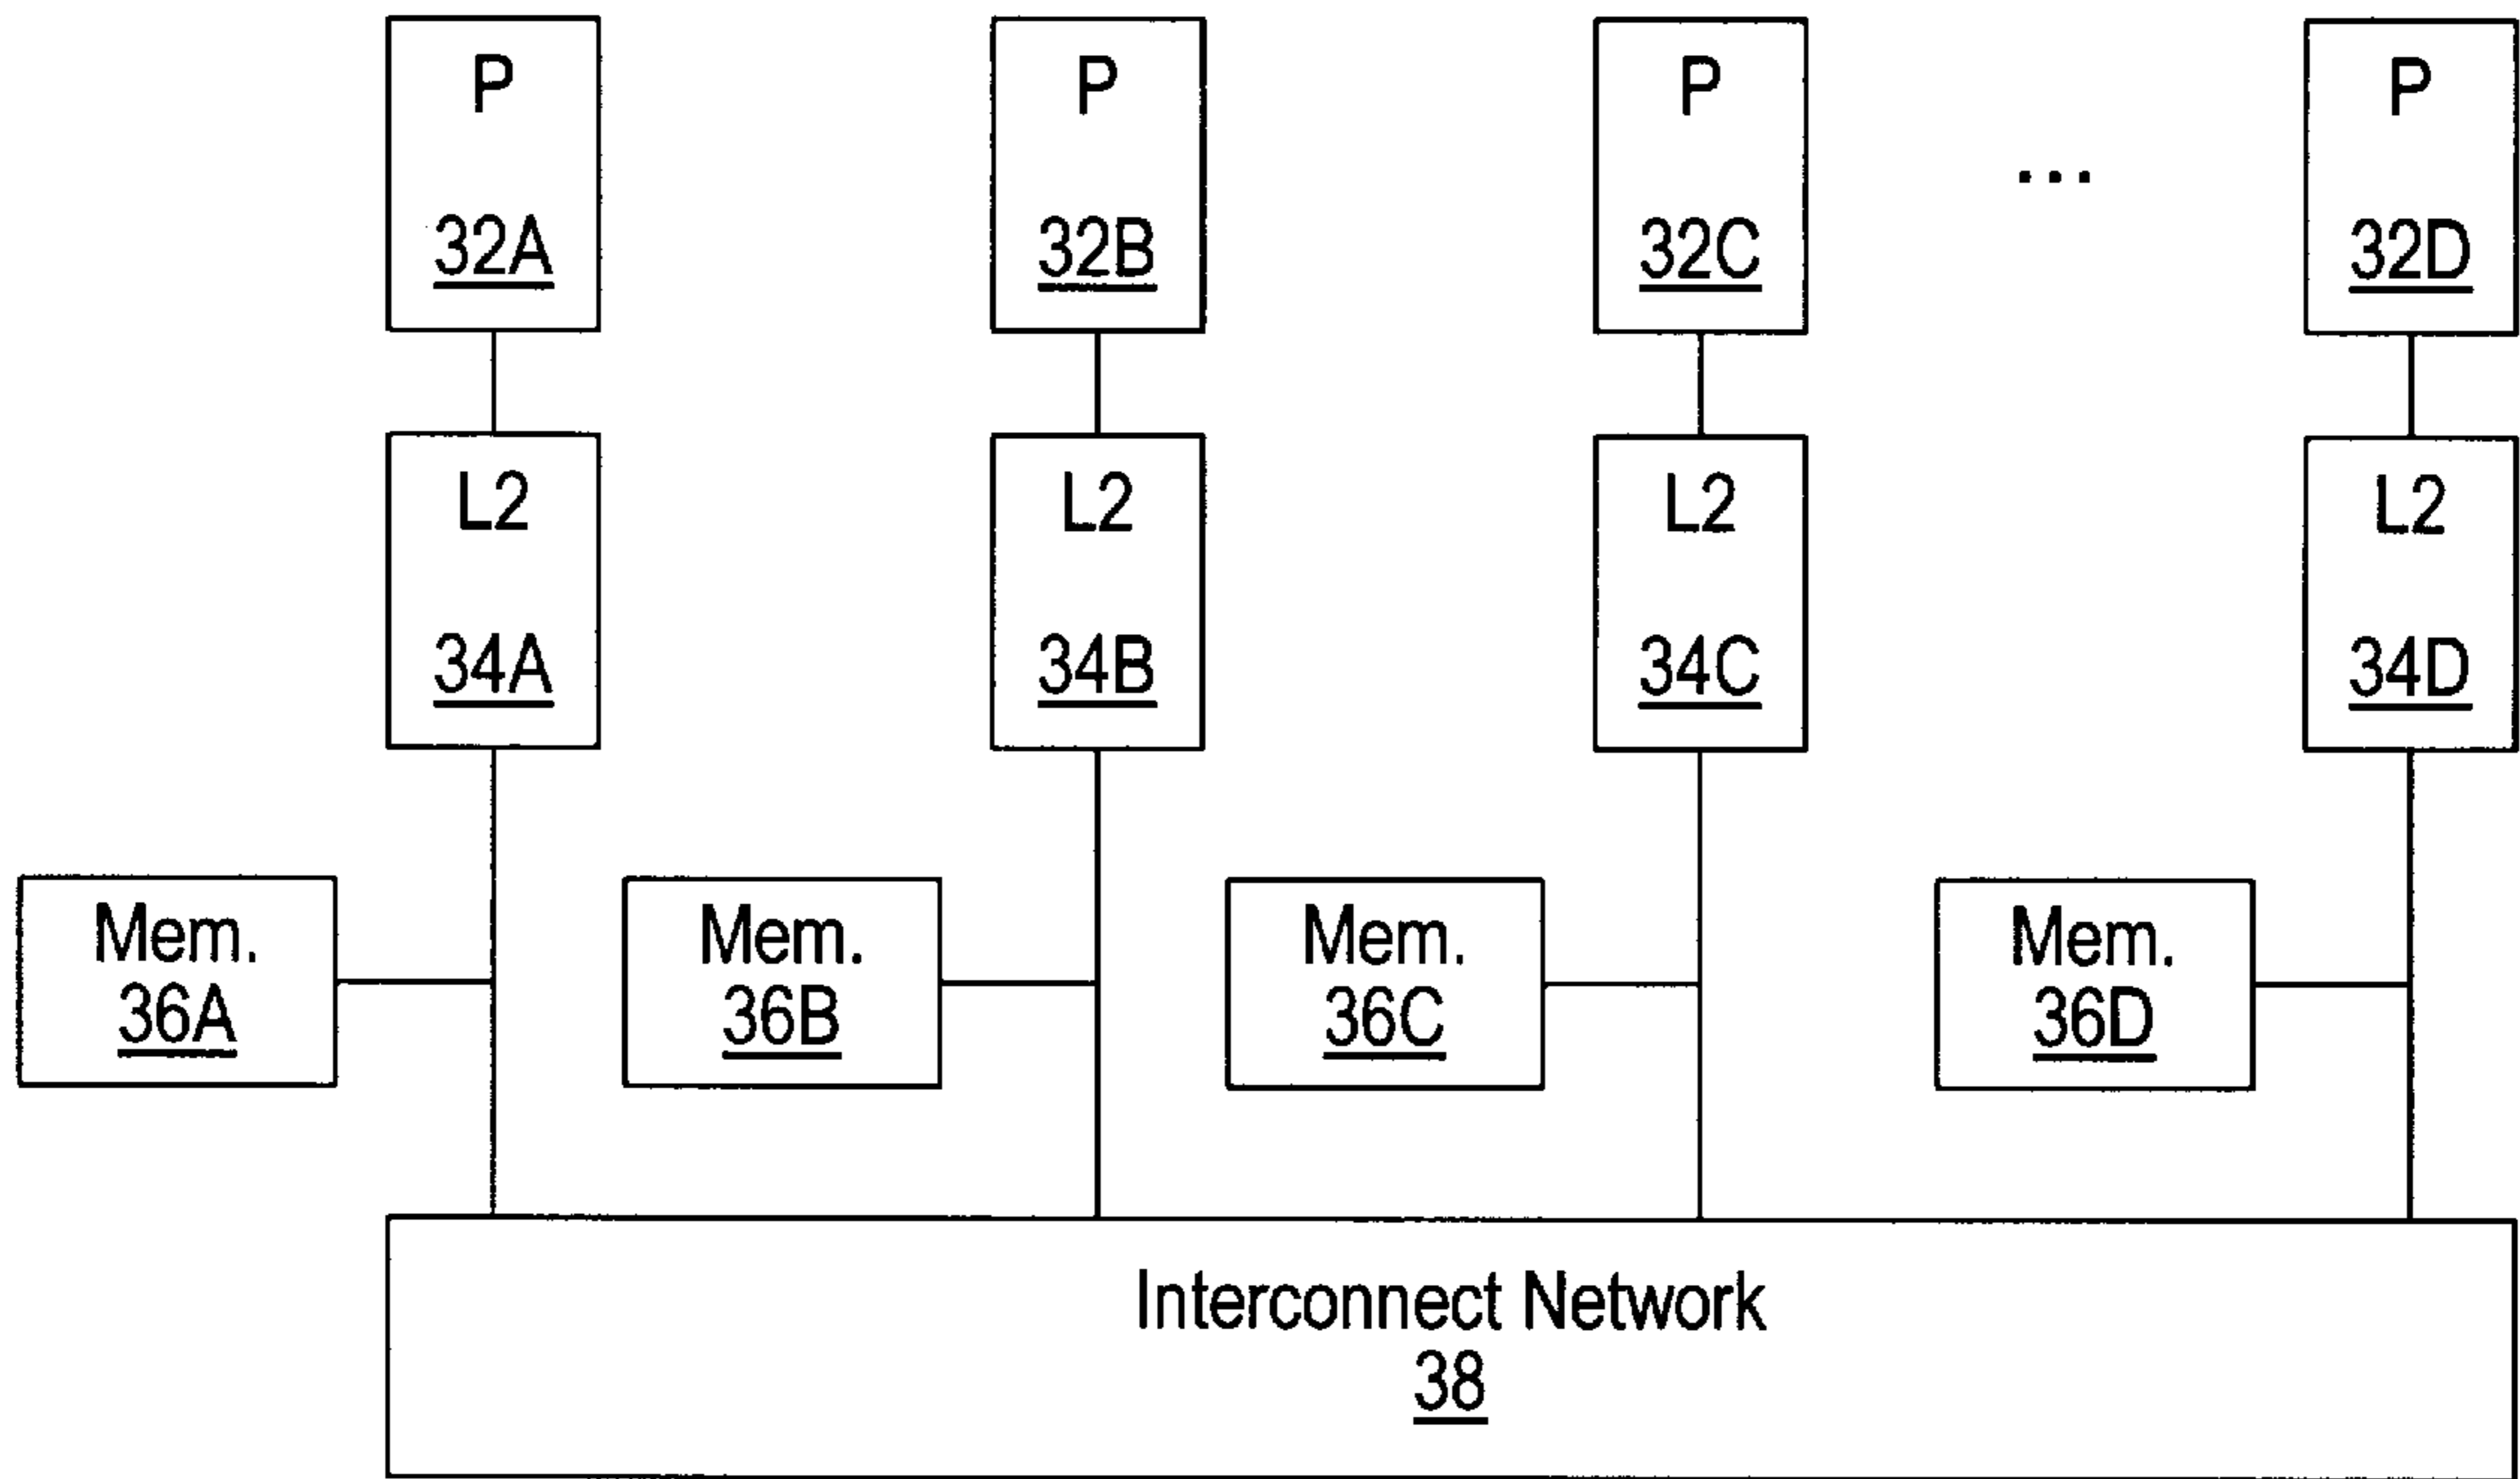 P
32A
P
32B
P
32C
...
P
32D
L2
34A
L2
34B
L2
34C
L2
34D
Mem.
36A
Mem.
36B
Mem.
36C
Mem.
36D
Interconnect Network
38